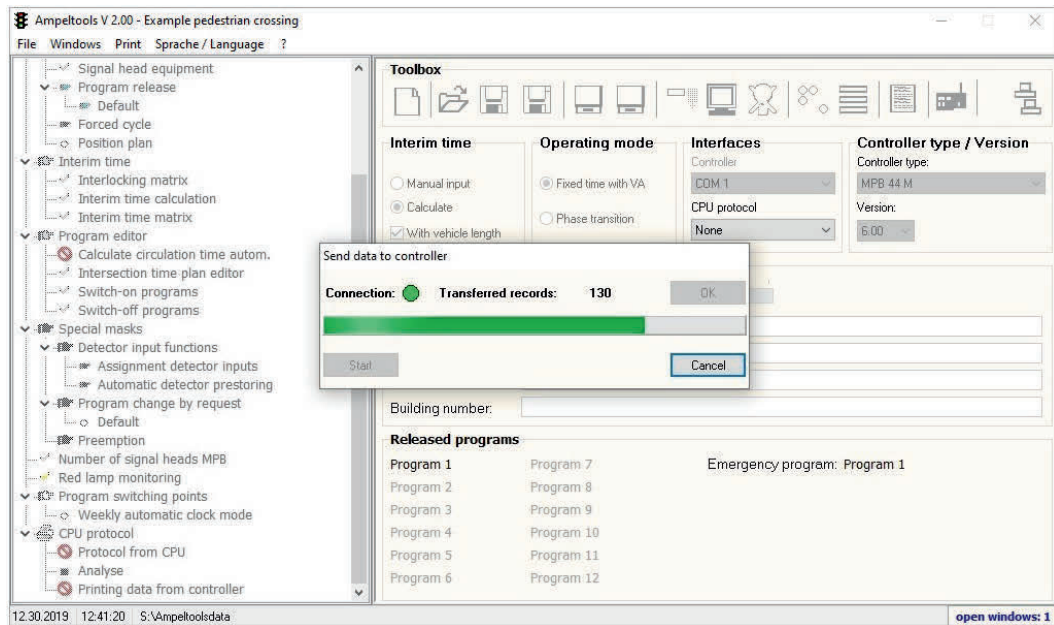 Ampeltools V 2.00 - Example pedestrian crossing
File Windows Print Sprache / Language ?
Signal head equipment
Program release
Default
Forced cycle
Position plan
Interim time
Interlocking matrix
Interim time calculation
Interim time matrix
Program editor
Calculate circulation time autom.
Intersection time plan editor
Switch-on programs
Switch-off programs
Special masks
Detector input functions
Assignment detector inputs
Automatic detector prestoring
Program change by request
Default
Preemption
Number of signal heads MPB
Red lamp monitoring
Program switching points
Weekly automatic clock mode
CPU protocol
Protocol from CPU
Analyse
Printing data from controller
Toolbox
Interim time
Manual input
Calculate
With vehicle length
Operating mode
Fixed time with VA
Phase transition
Interfaces
Controller
COM 1
CPU protocol
None
Controller type / Version
Controller type:
MPB 44 M
Version:
6.00
Send data to controller
Connection: Transferred records: 130 OK
Start Cancel
Building number:
Released programs
Program 1 Program 7 Emergency program: Program 1
Program 2 Program 8
Program 3 Program 9
Program 4 Program 10
Program 5 Program 11
Program 6 Program 12
12.30.2019 12:41:20 S:\Ampeltoolsdata open windows: 1